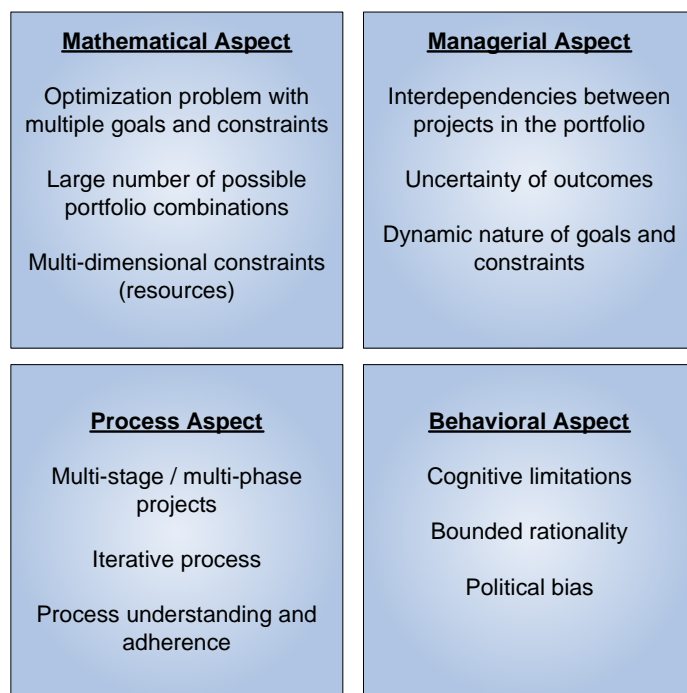 Mathematical Aspect
Optimization problem with
multiple goals and constraints
Large number of possible
portfolio combinations
Multi-dimensional constraints
(resources)
Managerial Aspect
Interdependencies between
projects in the portfolio
Uncertainty of outcomes
Dynamic nature of goals and
constraints
Process Aspect
Multi-stage / multi-phase
projects
Iterative process
Process understanding and
adherence
Behavioral Aspect
Cognitive limitations
Bounded rationality
Political bias